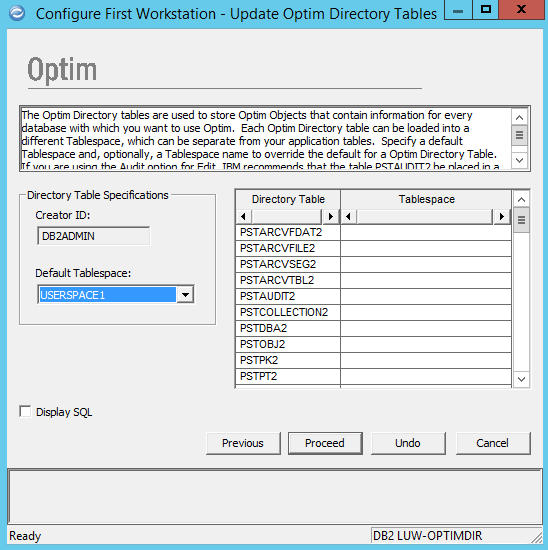 Configure First Workstation - Update Optim Directory Tables
Optim
The Optim Directory tables are used to store Optim Objects that contain information for every
database with which you want to use Optim. Each Optim Directory table can be loaded into a
different Tablespace, which can be separate from your application tables. Specify a default
Tablespace and, optionally, a Tablespace name to override the default for a Optim Directory Table.
If you are using the Audit option for Edit, IBM recommends that the table PSTAUDIT2 be placed in a
Directory Table Specifications
Creator ID:
DB2ADMIN
Default Tablespace:
USERSPACE1
Directory Table Tablespace
PSTARCVFDAT2
PSTARCVFILE2
PSTARCVSEG2
PSTARCVTBL2
PSTAUDIT2
PSTCOLLECTION2
PSTDBA2
PSTOBJ2
PSTPK2
PSTPT2
Display SQL
Previous Proceed Undo Cancel
Ready DB2 LUW-OPTIMDIR